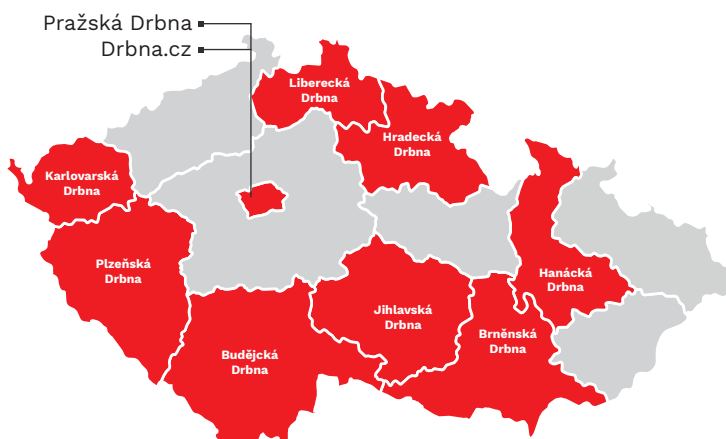 Pražská Drbna
Drbna.cz
Liberecká
Drbna
Hradecká
Drbna
Karlovarská
Drbna
Plzeňská
Drbna
Hanácká
Drbna
Jihlavská
Drbna
Brněnská
Drbna
Budějcká
Drbna